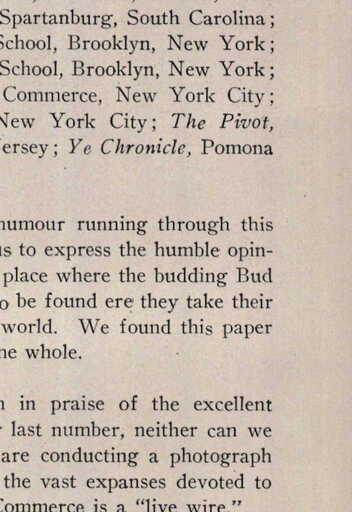 Spartanburg, South Carolina;
School, Brooklyn, New York;
School, Brooklyn, New York;
Commerce, New York City;
New York City; The Pivot,
ersey; Ye Chronicle, Pomona
humour running through this
us to express the humble opin-
place where the budding Bud
o be found ere they take their
world. We found this paper
he whole.
n in praise of the excellent
last number, neither can we
are conducting a photograph
the vast expanses devoted to
Commerce is a "live wire."